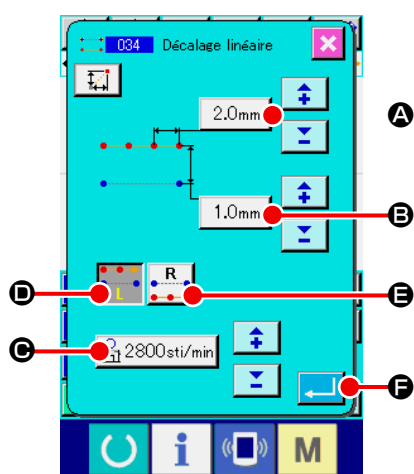 034 Décalage linéaire
2.0mm
A
1.0mm
B
D
L
R
E
C
2800sti/min
F
i
M